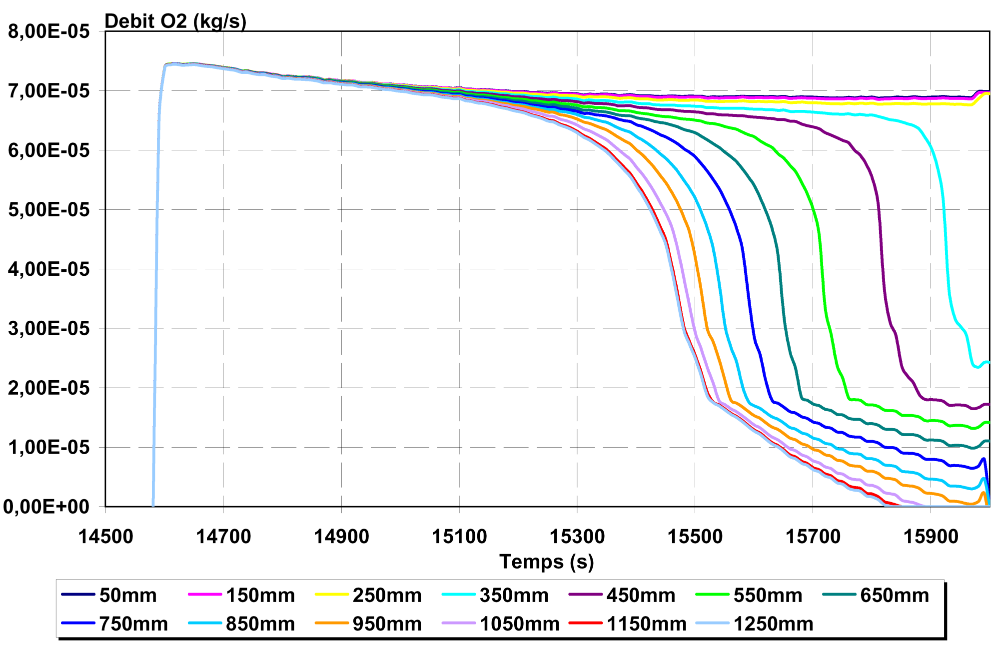 Debit O2 (kg/s)
8,00E-05
7,00E-05
6,00E-05
5,00E-05
4,00E-05
3,00E-05
2,00E-05
1,00E-05
0,00E+00
14500 14700 14900 15100 15300 15500 15700 15900
Temps (s)
50mm 150mm 250mm 350mm 450mm 550mm 650mm
750mm 850mm 950mm 1050mm 1150mm 1250mm